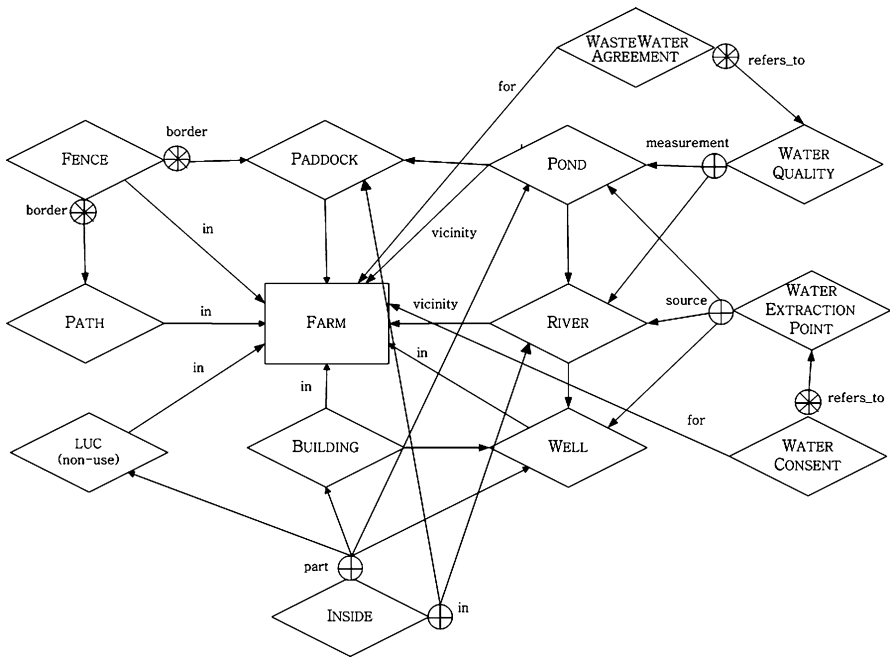 WASTEWATER
AGREEMENT
refers_to
for
border
measurement
FENCE
PADDOCK
POND
WATER
QUALITY
border
in
vicinity
source
WATER
EXTRACTION
POINT
vicinity
PATH
in
FARM
RIVER
in
in
in
refers_to
for
LUC
(non-use)
BUILDING
WELL
WATER
CONSENT
part
in
INSIDE